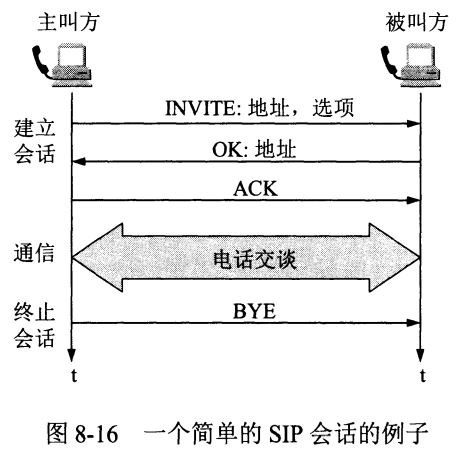 主叫方
被叫方
INVITE: 地址，选项
建立
会话
OK: 地址
ACK
通信
电话交谈
终止
会话
BYE
t
t
图 8-16 一个简单的 SIP 会话的例子